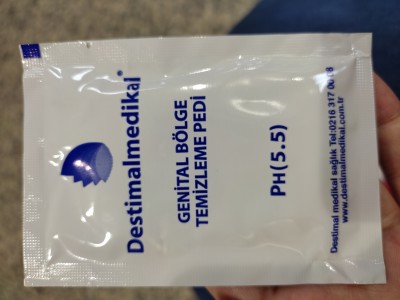 Destimalmedikal®
GENİTAL BÖLGE
TEMİZLEME PEDİ
PH(5.5)
Destimal medikal sağlık Tel:0216 317 00 18
www.destimalmedikal.com.tr